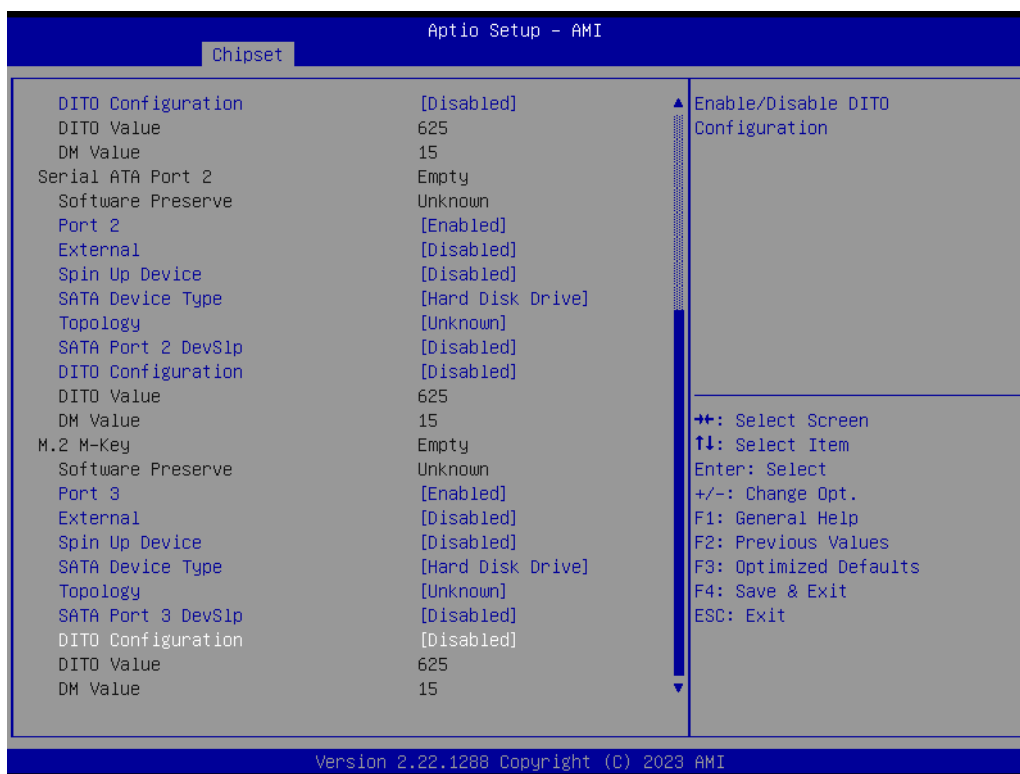 Aptio Setup – AMI
Chipset
DITO Configuration [Disabled]
DITO Value 625
DM Value 15
Serial ATA Port 2 Empty
Software Preserve Unknown
Port 2 [Enabled]
External [Disabled]
Spin Up Device [Disabled]
SATA Device Type [Hard Disk Drive]
Topology [Unknown]
SATA Port 2 DevSlp [Disabled]
DITO Configuration [Disabled]
DITO Value 625
DM Value 15
M.2 M-Key Empty
Software Preserve Unknown
Port 3 [Enabled]
External [Disabled]
Spin Up Device [Disabled]
SATA Device Type [Hard Disk Drive]
Topology [Unknown]
SATA Port 3 DevSlp [Disabled]
DITO Configuration [Disabled]
DITO Value 625
DM Value 15
Enable/Disable DITO
Configuration
→←: Select Screen
↑↓: Select Item
Enter: Select
+/-: Change Opt.
F1: General Help
F2: Previous Values
F3: Optimized Defaults
F4: Save & Exit
ESC: Exit
Version 2.22.1288 Copyright (C) 2023 AMI